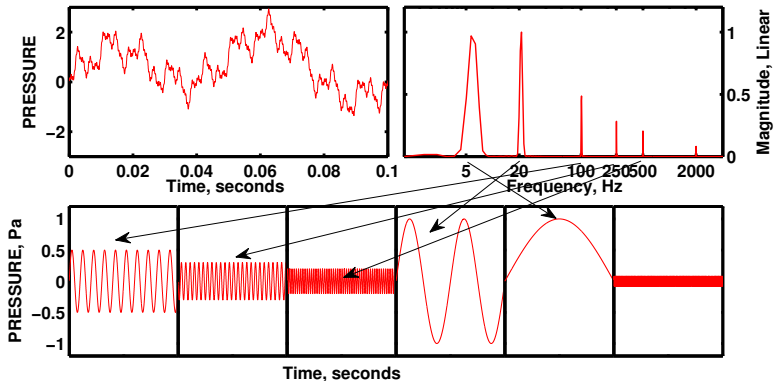 PRESSURE
2
0
−2
0 0.02 0.04 0.06 0.08 0.1
Time, seconds
1
0.5
0
Magnitude, Linear
5 20 100 250 500 2000
Frequency, Hz
PRESSURE, Pa
1
0.5
0
−0.5
−1
Time, seconds